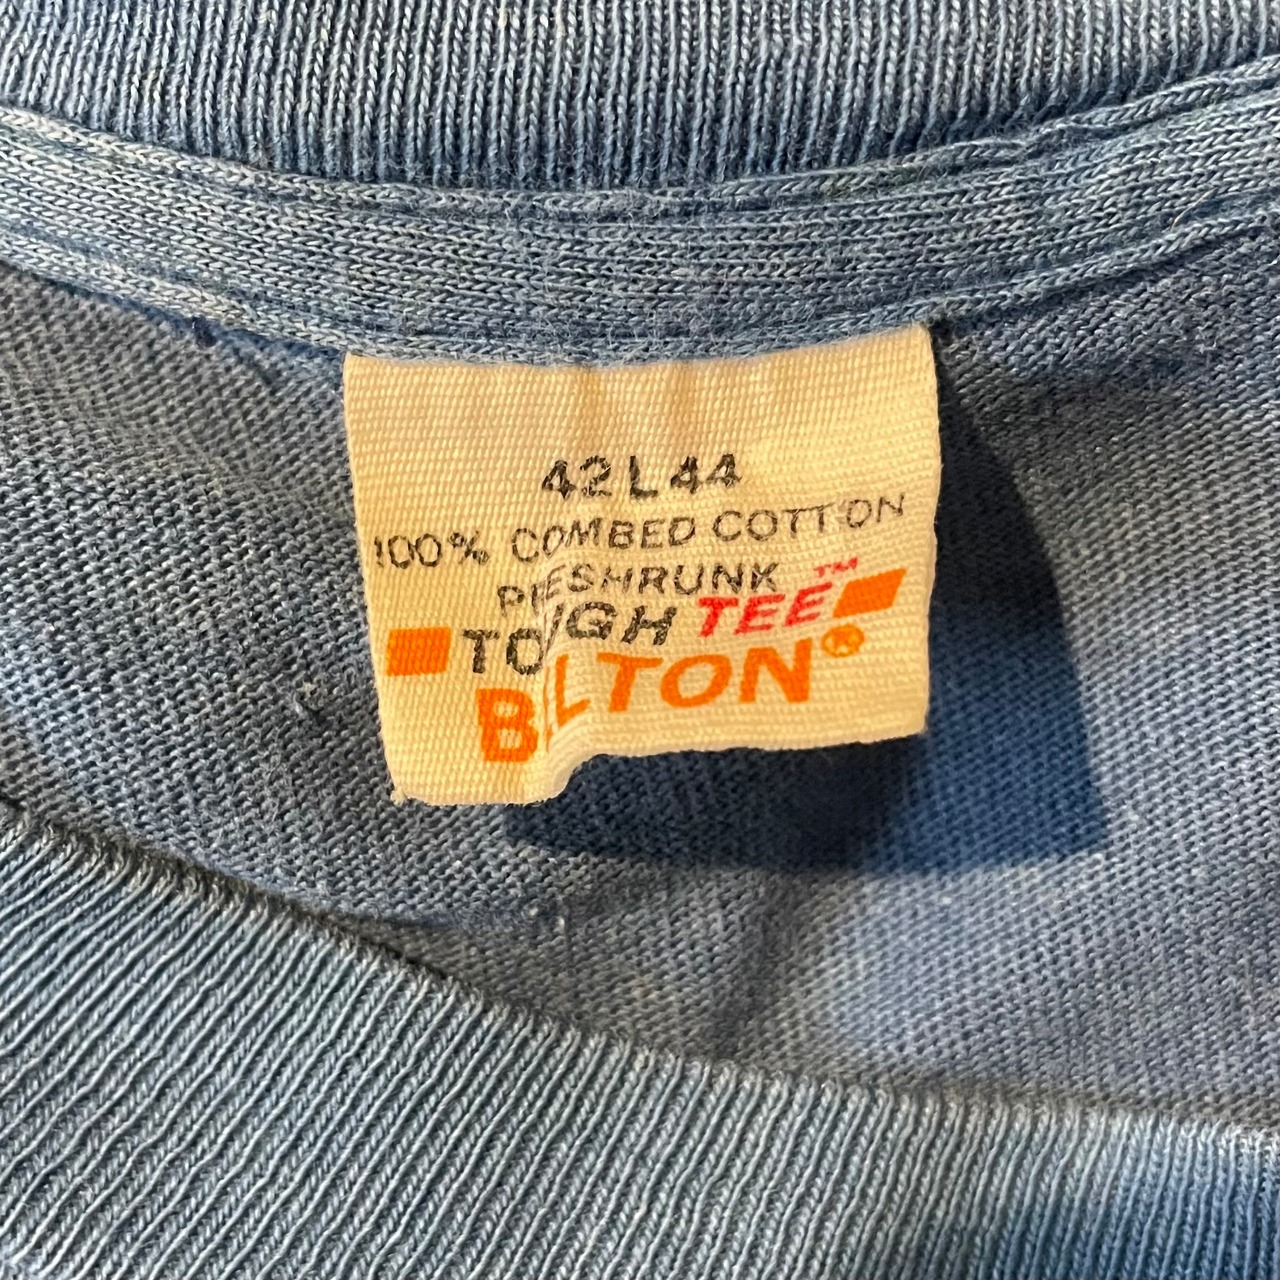 42 L 44
100% COMBED COTTON
PRESHRUNK
TOUGH TEE™
BELTON®